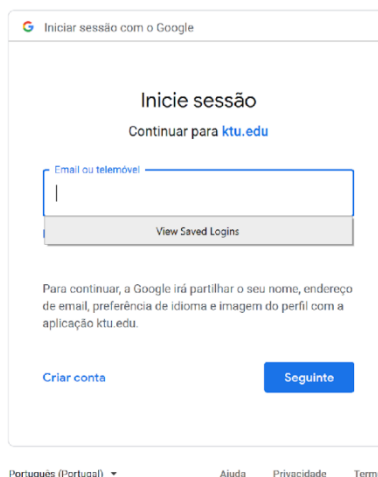 Iniciar sessão com o Google
Inicie sessão
Continuar para ktu.edu
Email ou telemóvel
View Saved Logins
Para continuar, a Google irá partilhar o seu nome, endereço
de email, preferência de idioma e imagem do perfil com a
aplicação ktu.edu.
Criar conta Seguinte
Português (Portugal) Ajuda Privacidade Term